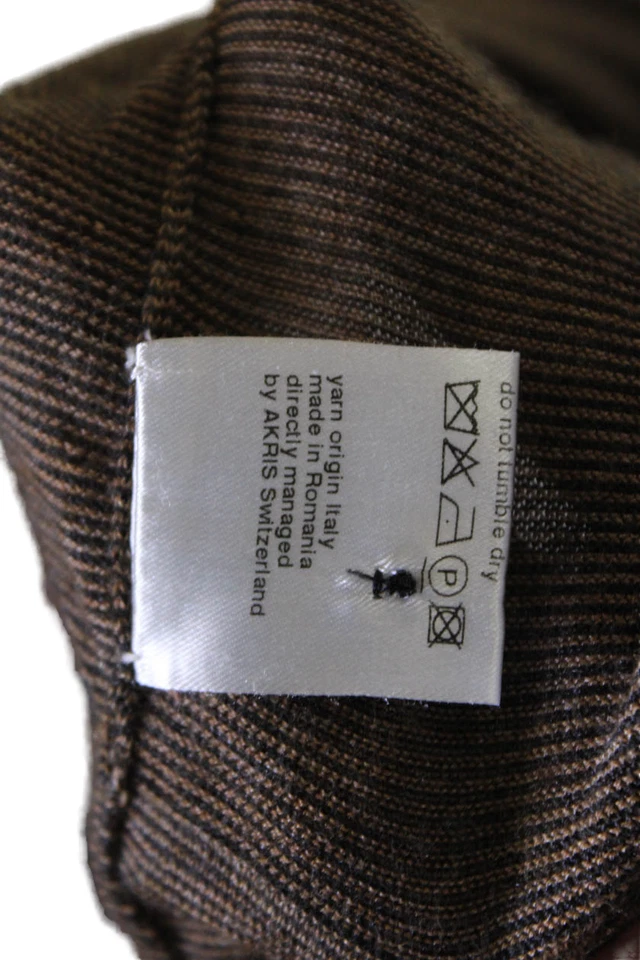 do not tumble dry
P
yarn origin Italy
made in Romania
directly managed
by AKRIS Switzerland